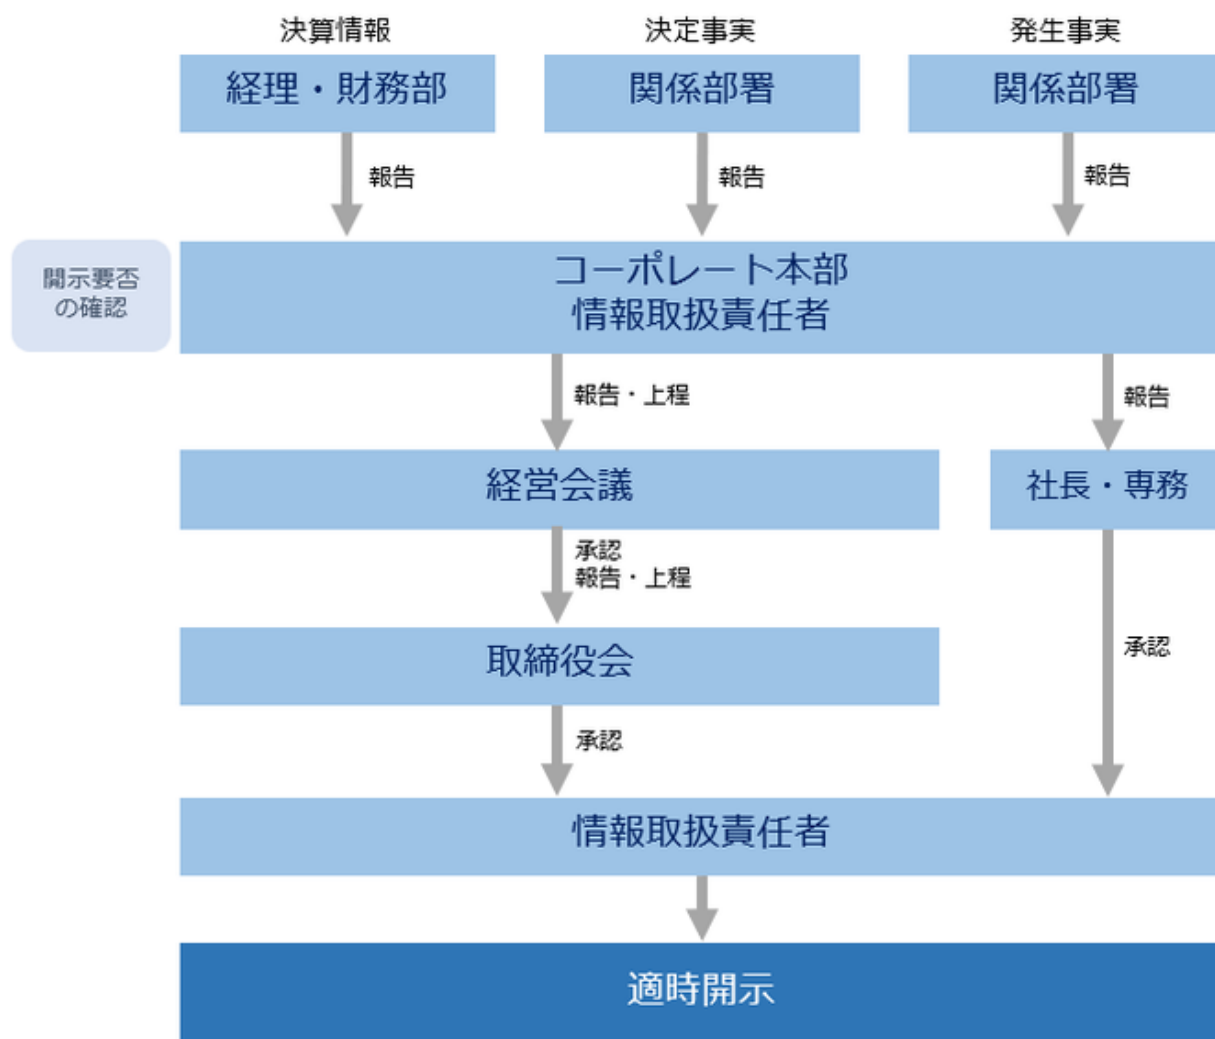 決算情報
決定事実
発生事実
経理・財務部
関係部署
関係部署
報告
報告
報告
開示要否
の確認
コーポレート本部
情報取扱責任者
報告・上程
報告
経営会議
社長・専務
承認
報告・上程
取締役会
承認
承認
情報取扱責任者
適時開示